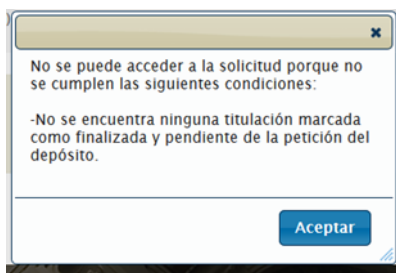 No se puede acceder a la solicitud porque no
se cumplen las siguientes condiciones:
-No se encuentra ninguna titulación marcada
como finalizada y pendiente de la petición del
depósito.
Aceptar